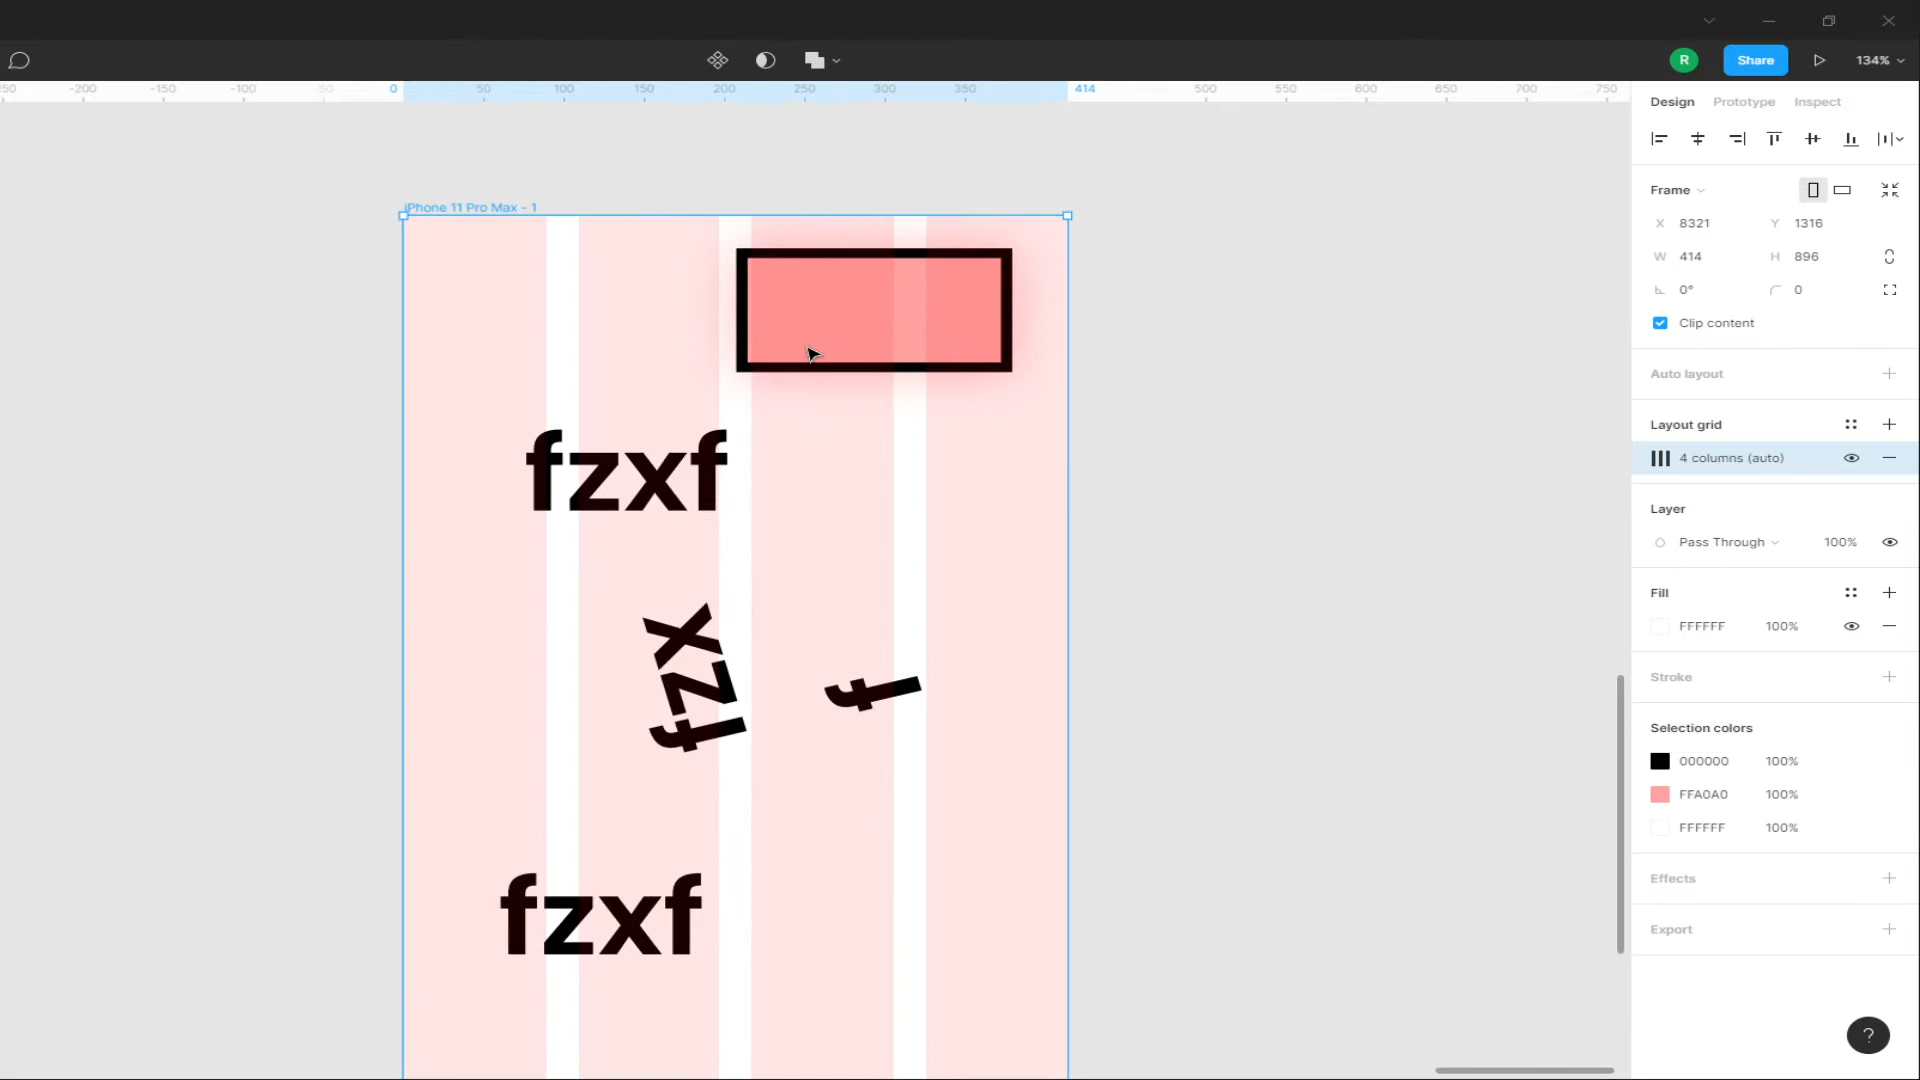 R Share 134%
250 -200 -150 -100 -50 0 50 100 150 200 250 300 350 414 500 550 600 650 700 750
Design Prototype Inspect
Frame
X 8321 Y 1316
W 414 H 896
0° 0
Clip content
Auto layout
Layout grid
4 columns (auto)
Layer
Pass Through 100%
Fill
FFFFFF 100%
Stroke
Selection colors
000000 100%
FFA0A0 100%
FFFFFF 100%
Effects
Export
?
iPhone 11 Pro Max - 1
fzxf
fzx
f
fzxf